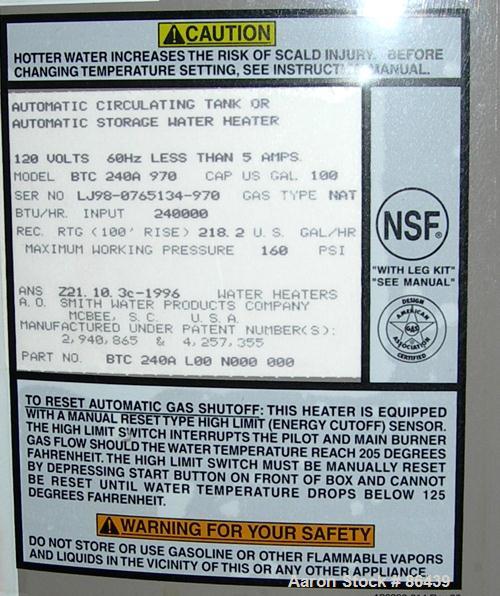 CAUTION
HOTTER WATER INCREASES THE RISK OF SCALD INJURY. BEFORE
CHANGING TEMPERATURE SETTING, SEE INSTRUCTION MANUAL.
AUTOMATIC CIRCULATING TANK OR
AUTOMATIC STORAGE WATER HEATER
120 VOLTS 60Hz LESS THAN 5 AMPS.
MODEL BTC 240A 970 CAP US GAL. 100
SER NO LJ98-0765134-970 GAS TYPE NAT
BTU/HR. INPUT 240000
REC. RTG (100' RISE) 218.2 U.S. GAL/HR
MAXIMUM WORKING PRESSURE 160 PSI
ANS Z21.10.3c-1996 WATER HEATERS
A.O. SMITH WATER PRODUCTS COMPANY
MCBEE, S.C. U.S.A.
MANUFACTURED UNDER PATENT NUMBER(S):
2,940,865 & 4,257,355
PART NO. BTC 240A L00 N000 000
NSF®
"WITH LEG KIT"
"SEE MANUAL"
DESIGN
AMERICAN
GAS
ASSOCIATION
CERTIFIED
TO RESET AUTOMATIC GAS SHUTOFF: THIS HEATER IS EQUIPPED
WITH A MANUAL RESET TYPE HIGH LIMIT (ENERGY CUTOFF) SENSOR.
THE HIGH LIMIT SWITCH INTERRUPTS THE PILOT AND MAIN BURNER
GAS FLOW SHOULD THE WATER TEMPERATURE REACH 205 DEGREES
FAHRENHEIT. THE HIGH LIMIT SWITCH MUST BE MANUALLY RESET
BY DEPRESSING START BUTTON ON FRONT OF BOX AND CANNOT
BE RESET UNTIL WATER TEMPERATURE DROPS BELOW 125
DEGREES FAHRENHEIT.
WARNING FOR YOUR SAFETY
DO NOT STORE OR USE GASOLINE OR OTHER FLAMMABLE VAPORS
AND LIQUIDS IN THE VICINITY OF THIS OR ANY OTHER APPLIANCE.
Aaron Stock # 86439